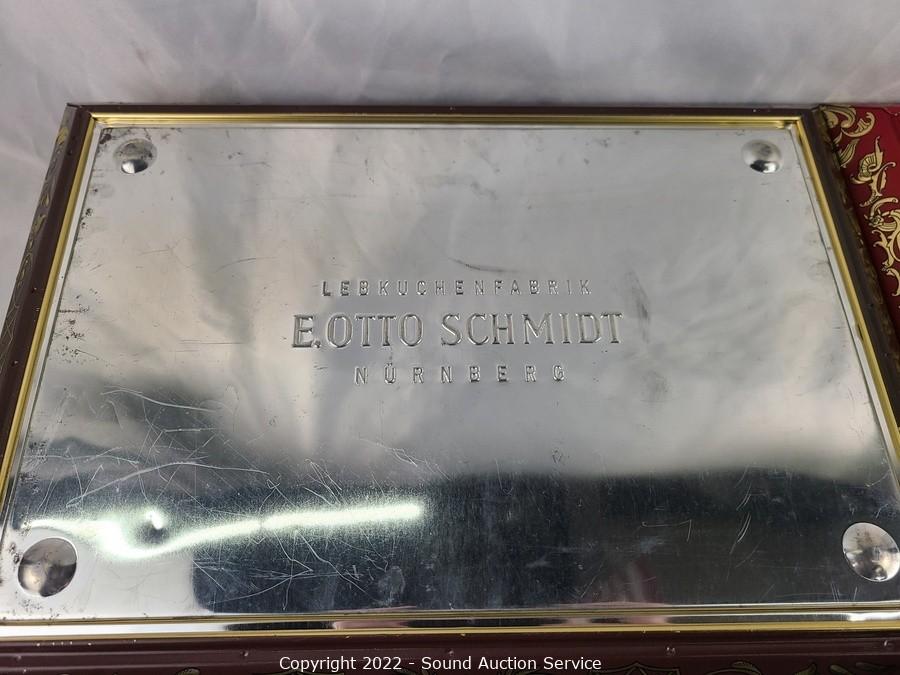 LEBKUCHENFABRIK
E. OTTO SCHMIDT
NÜRNBERG
Copyright 2022 - Sound Auction Service